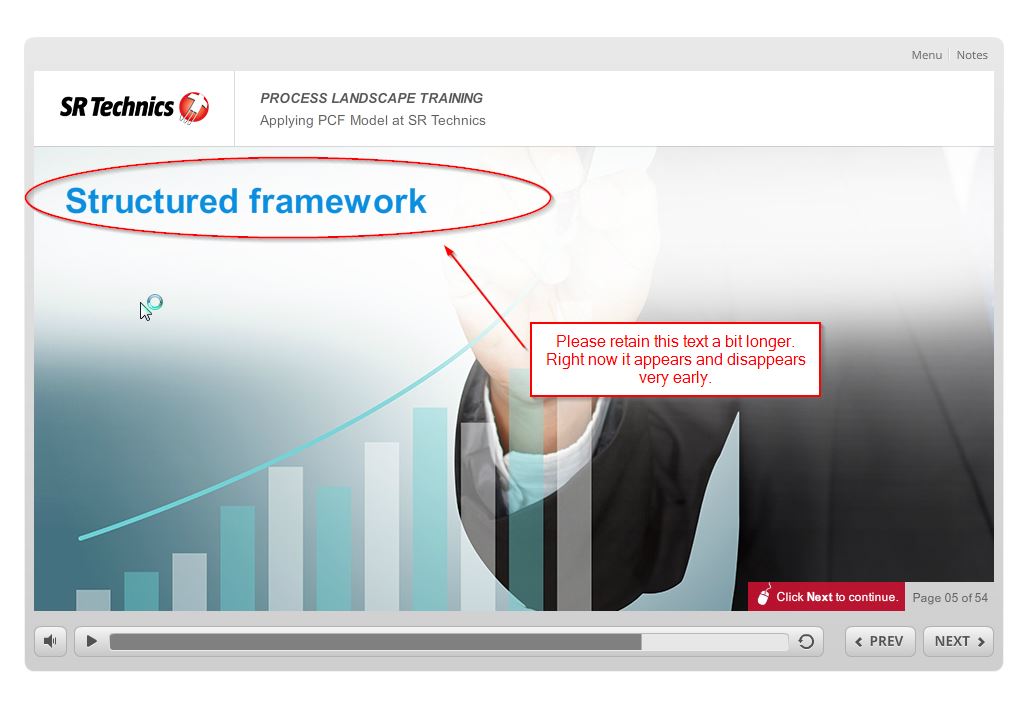 Menu
Notes
SR Technics
PROCESS LANDSCAPE TRAINING
Applying PCF Model at SR Technics
Structured framework
Please retain this text a bit longer.
Right now it appears and disappears
very early.
Click Next to continue.
Page 05 of 54
PREV
NEXT